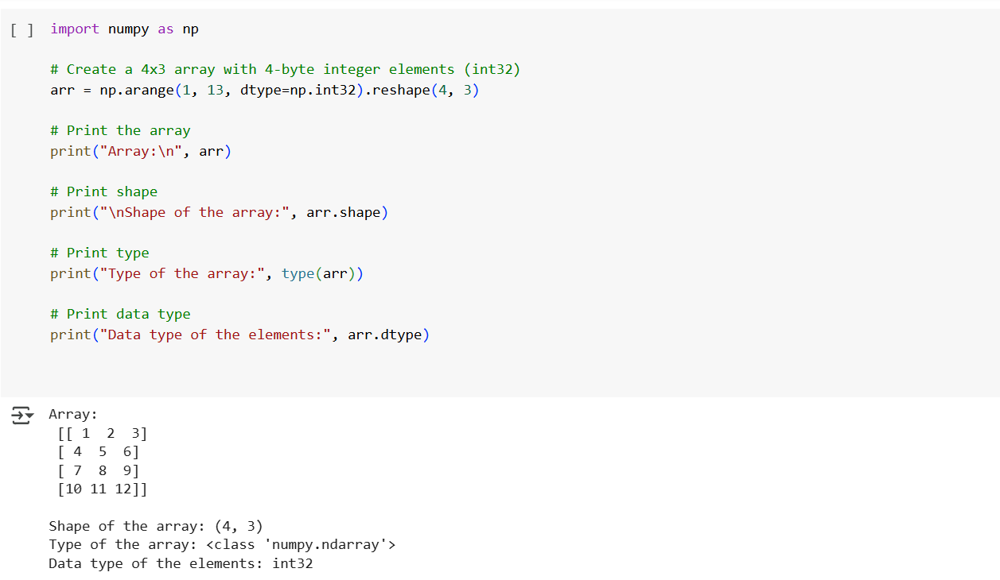 [ ] import numpy as np
# Create a 4x3 array with 4-byte integer elements (int32)
arr = np.arange(1, 13, dtype=np.int32).reshape(4, 3)
# Print the array
print("Array:\n", arr)
# Print shape
print("\nShape of the array:", arr.shape)
# Print type
print("Type of the array:", type(arr))
# Print data type
print("Data type of the elements:", arr.dtype)
Array:
 [[ 1  2  3]
 [ 4  5  6]
 [ 7  8  9]
 [10 11 12]]
Shape of the array: (4, 3)
Type of the array: <class 'numpy.ndarray'>
Data type of the elements: int32